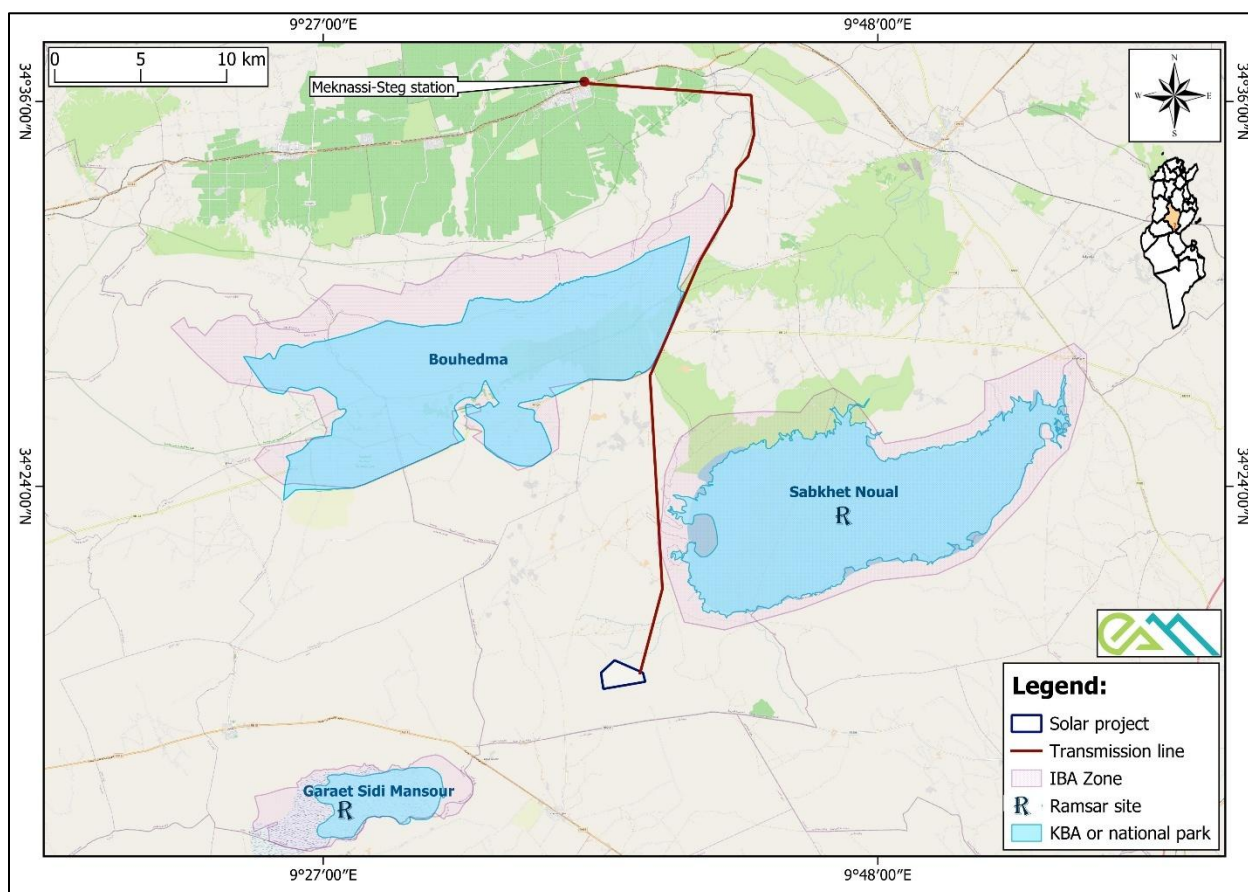 9°27'00"E
9°48'00"E
0
5
10 km
N
W
E
S
Meknassi-Steg station
34°36'00"N
34°36'00"N
Bouhedma
34°24'00"N
34°24'00"N
Sabkhet Noual
R
Garaet Sidi Mansour
R
Legend:
Solar project
Transmission line
IBA Zone
R Ramsar site
KBA or national park
9°27'00"E
9°48'00"E